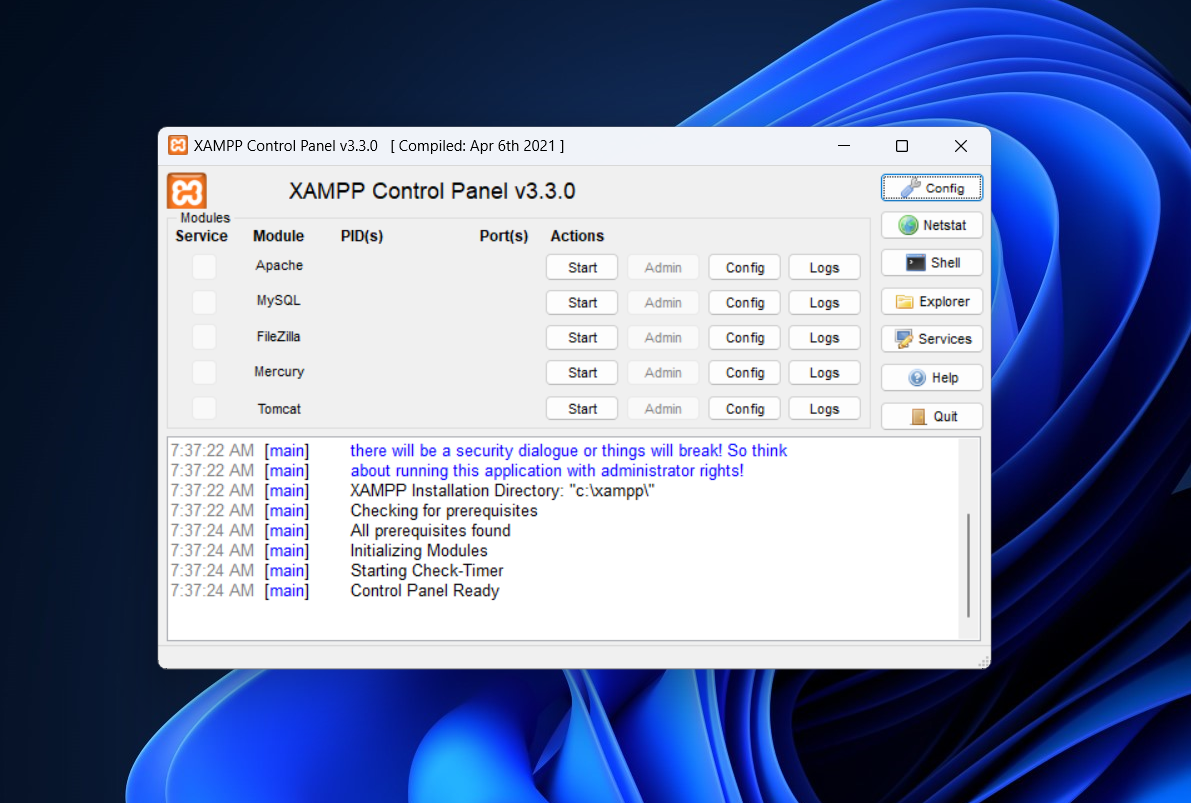 XAMPP Control Panel v3.3.0 [ Compiled: Apr 6th 2021 ]
XAMPP Control Panel v3.3.0
Config
Modules
Service Module PID(s) Port(s) Actions
Netstat
Apache Start Admin Config Logs
Shell
MySQL Start Admin Config Logs
Explorer
FileZilla Start Admin Config Logs
Services
Mercury Start Admin Config Logs
Help
Tomcat Start Admin Config Logs
Quit
7:37:22 AM [main] there will be a security dialogue or things will break! So think
7:37:22 AM [main] about running this application with administrator rights!
7:37:22 AM [main] XAMPP Installation Directory: "c:\xampp\"
7:37:22 AM [main] Checking for prerequisites
7:37:24 AM [main] All prerequisites found
7:37:24 AM [main] Initializing Modules
7:37:24 AM [main] Starting Check-Timer
7:37:24 AM [main] Control Panel Ready